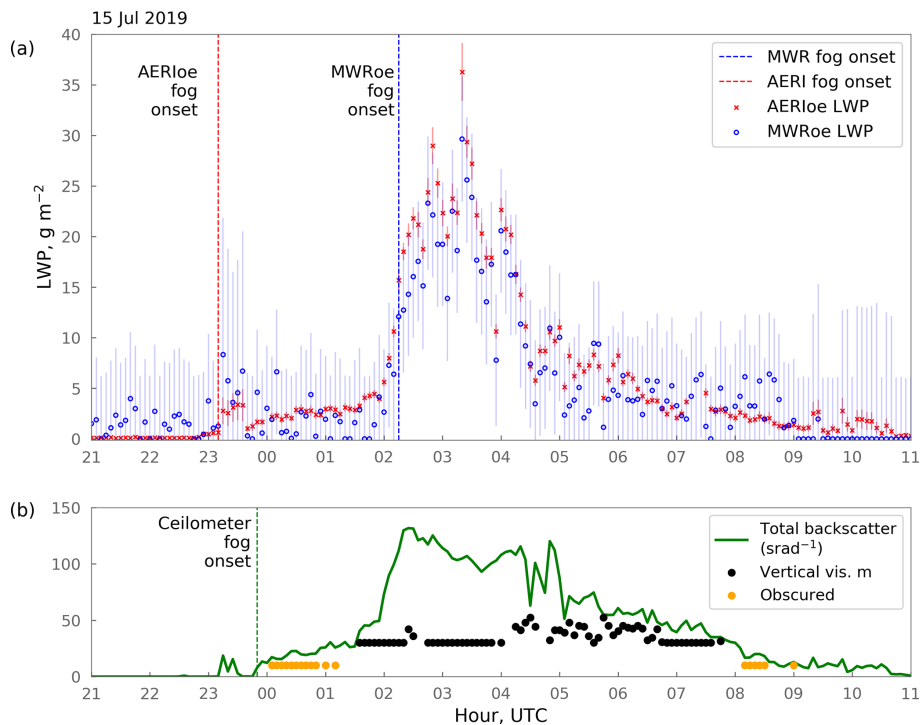 15 Jul 2019
(a)
40
35
30
25
20
15
10
5
0
LWP, g m⁻²
AERIoe
fog
onset
MWRoe
fog
onset
MWR fog onset
AERI fog onset
AERIoe LWP
MWRoe LWP
21 22 23 00 01 02 03 04 05 06 07 08 09 10 11
(b)
150
100
50
0
Ceilometer
fog
onset
Total backscatter
(srad⁻¹)
Vertical vis. m
Obscured
21 22 23 00 01 02 03 04 05 06 07 08 09 10 11
Hour, UTC